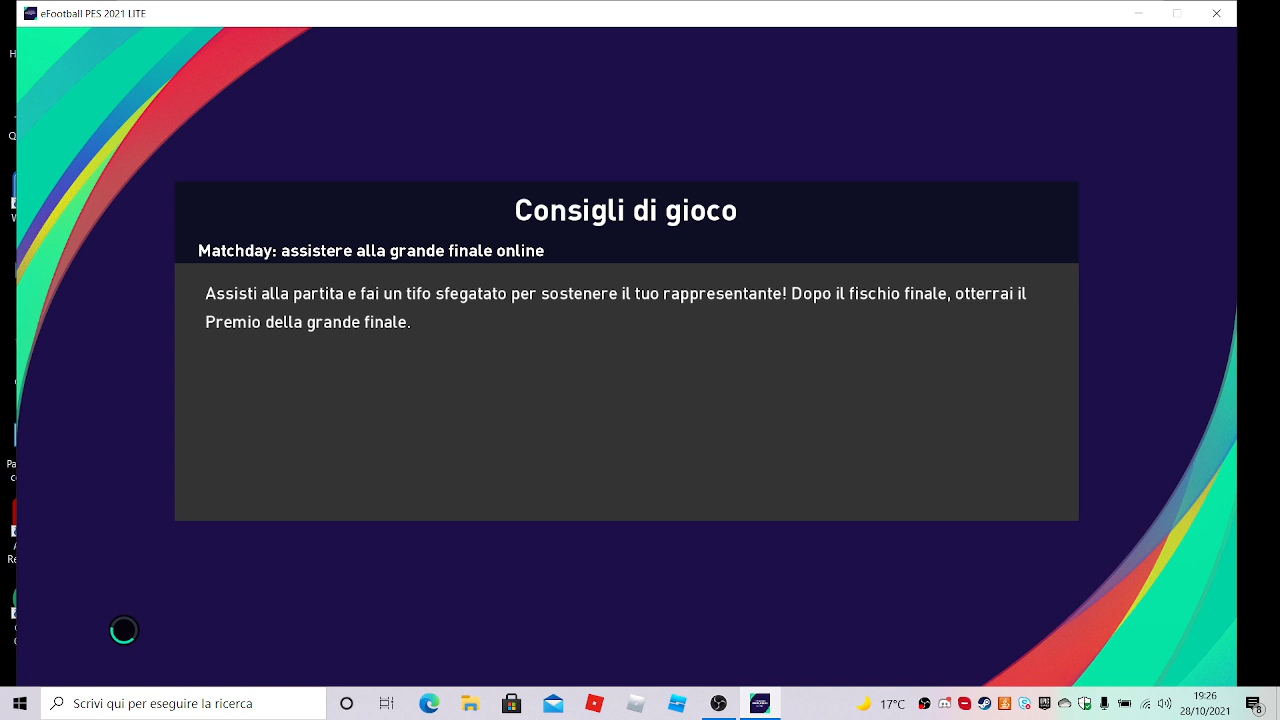 eFootball PES 2021 LITE
Consigli di gioco
Matchday: assistere alla grande finale online
Assisti alla partita e fai un tifo sfegatato per sostenere il tuo rappresentante! Dopo il fischio finale, otterrai il
Premio della grande finale.
Scrivi qui per eseguire la ricerca
17°C
19:26
28/10/2021
8